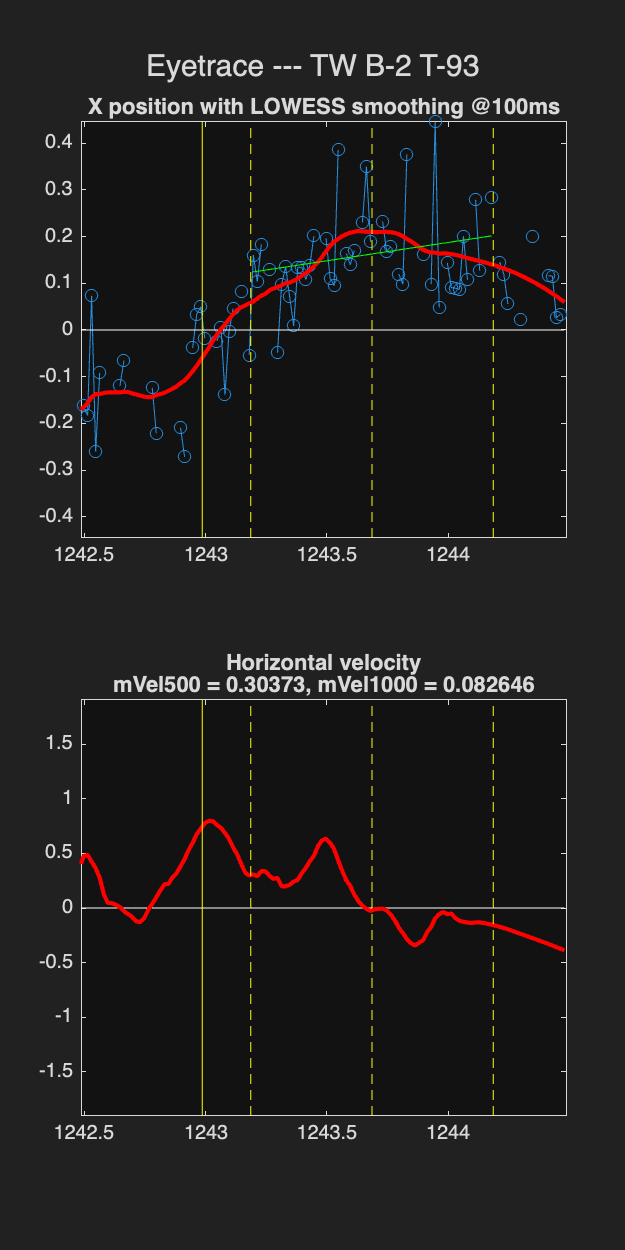 Eyetrace --- TW B-2 T-93
X position with LOWESS smoothing @100ms
0.4
0.3
0.2
0.1
0
-0.1
-0.2
-0.3
-0.4
1242.5 1243 1243.5 1244
Horizontal velocity
mVel500 = 0.30373, mVel1000 = 0.082646
1.5
1
0.5
0
-0.5
-1
-1.5
1242.5 1243 1243.5 1244